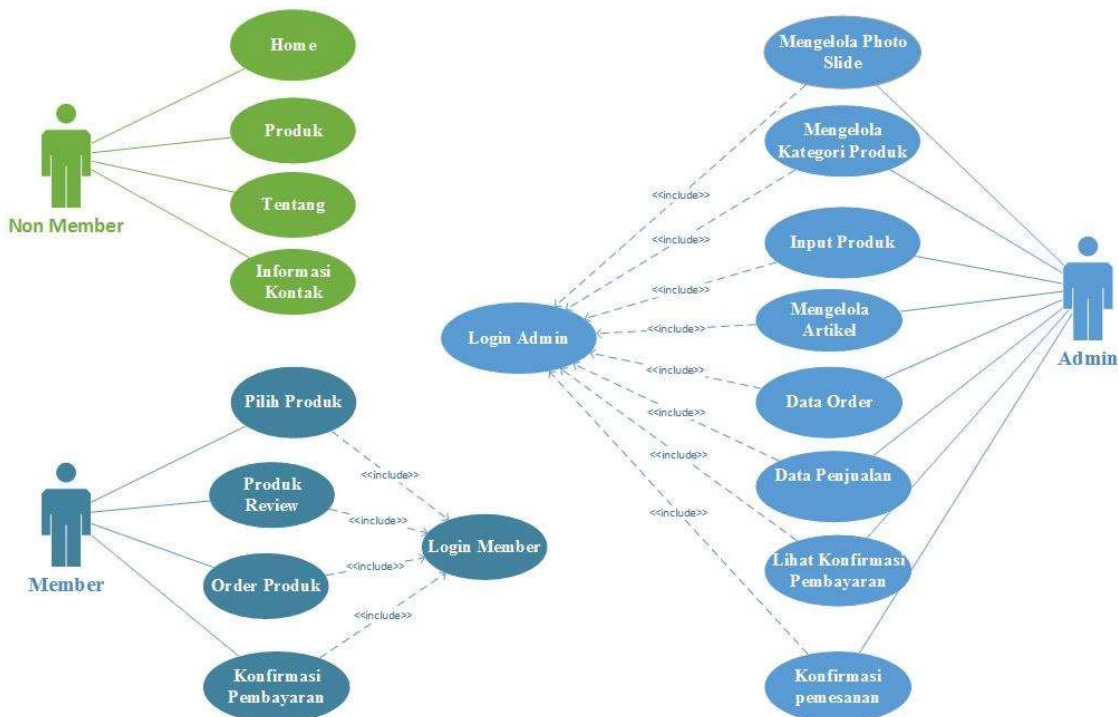 Home
Produk
Tentang
Informasi
Kontak
Non Member
Pilih Produk
Produk
Review
Order Produk
Konfirmasi
Pembayaran
Member
<<include>>
<<include>>
<<include>>
<<include>>
Login Member
Mengelola Photo
Slide
Mengelola
Kategori Produk
Input Produk
Mengelola
Artikel
Data Order
Data Penjualan
Lihat Konfirmasi
Pembayaran
Konfirmasi
pemesanan
<<include>>
<<include>>
<<include>>
<<include>>
<<include>>
<<include>>
<<include>>
<<include>>
Login Admin
Admin